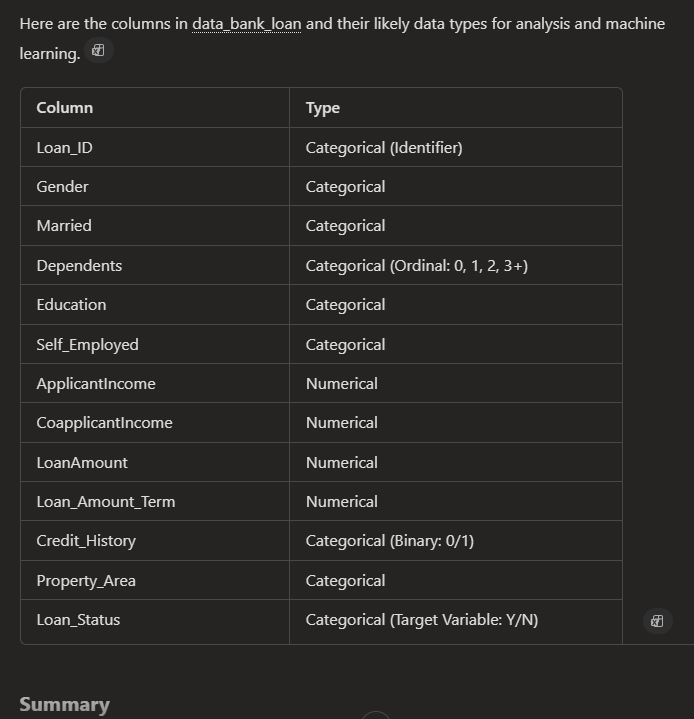 Here are the columns in data_bank_loan and their likely data types for analysis and machine
learning.
Column Type
Loan_ID Categorical (Identifier)
Gender Categorical
Married Categorical
Dependents Categorical (Ordinal: 0, 1, 2, 3+)
Education Categorical
Self_Employed Categorical
ApplicantIncome Numerical
CoapplicantIncome Numerical
LoanAmount Numerical
Loan_Amount_Term Numerical
Credit_History Categorical (Binary: 0/1)
Property_Area Categorical
Loan_Status Categorical (Target Variable: Y/N)
Summary